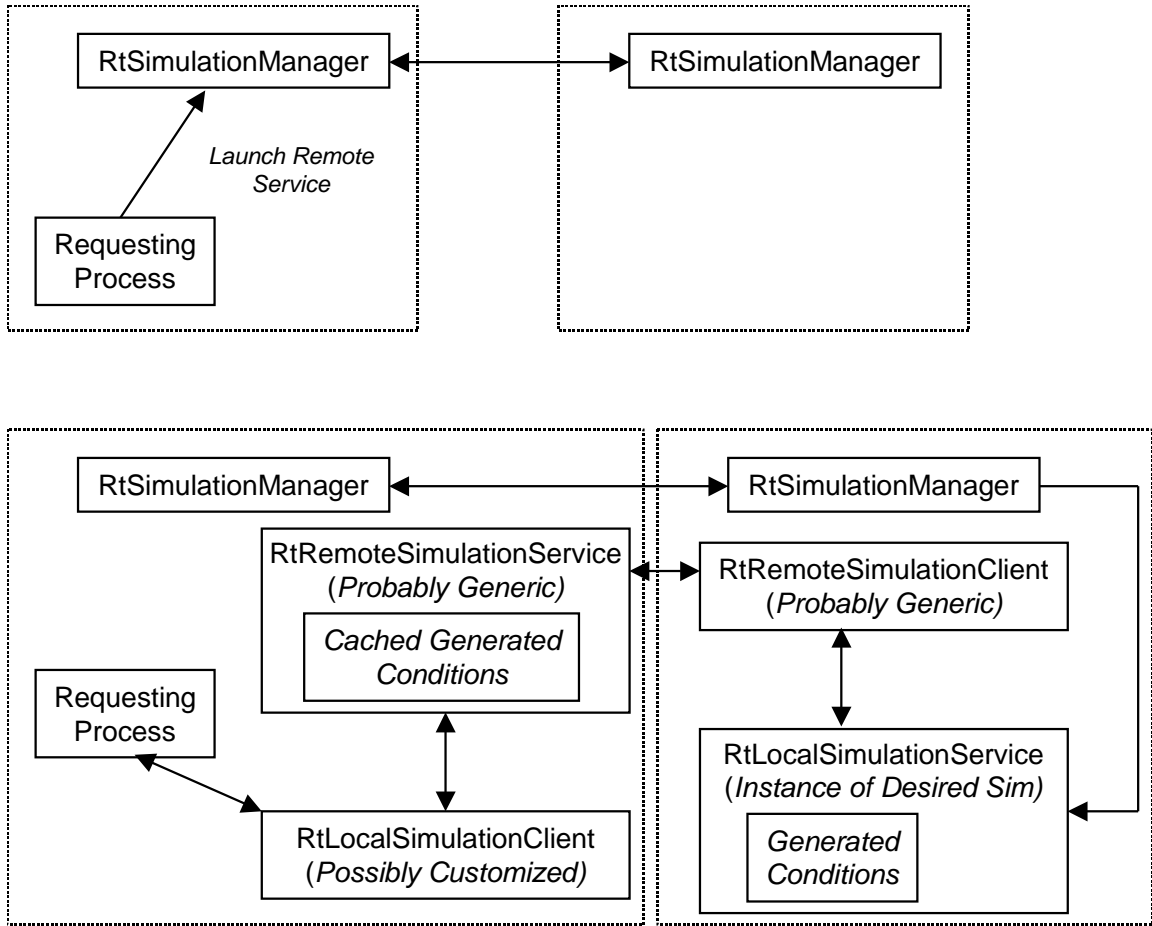 RtSimulationManager
RtSimulationManager
Launch Remote
Service
Requesting
Process
RtSimulationManager
RtSimulationManager
RtRemoteSimulationService
(Probably Generic)
Cached Generated
Conditions
RtRemoteSimulationClient
(Probably Generic)
Requesting
Process
RtLocalSimulationClient
(Possibly Customized)
RtLocalSimulationService
(Instance of Desired Sim)
Generated
Conditions